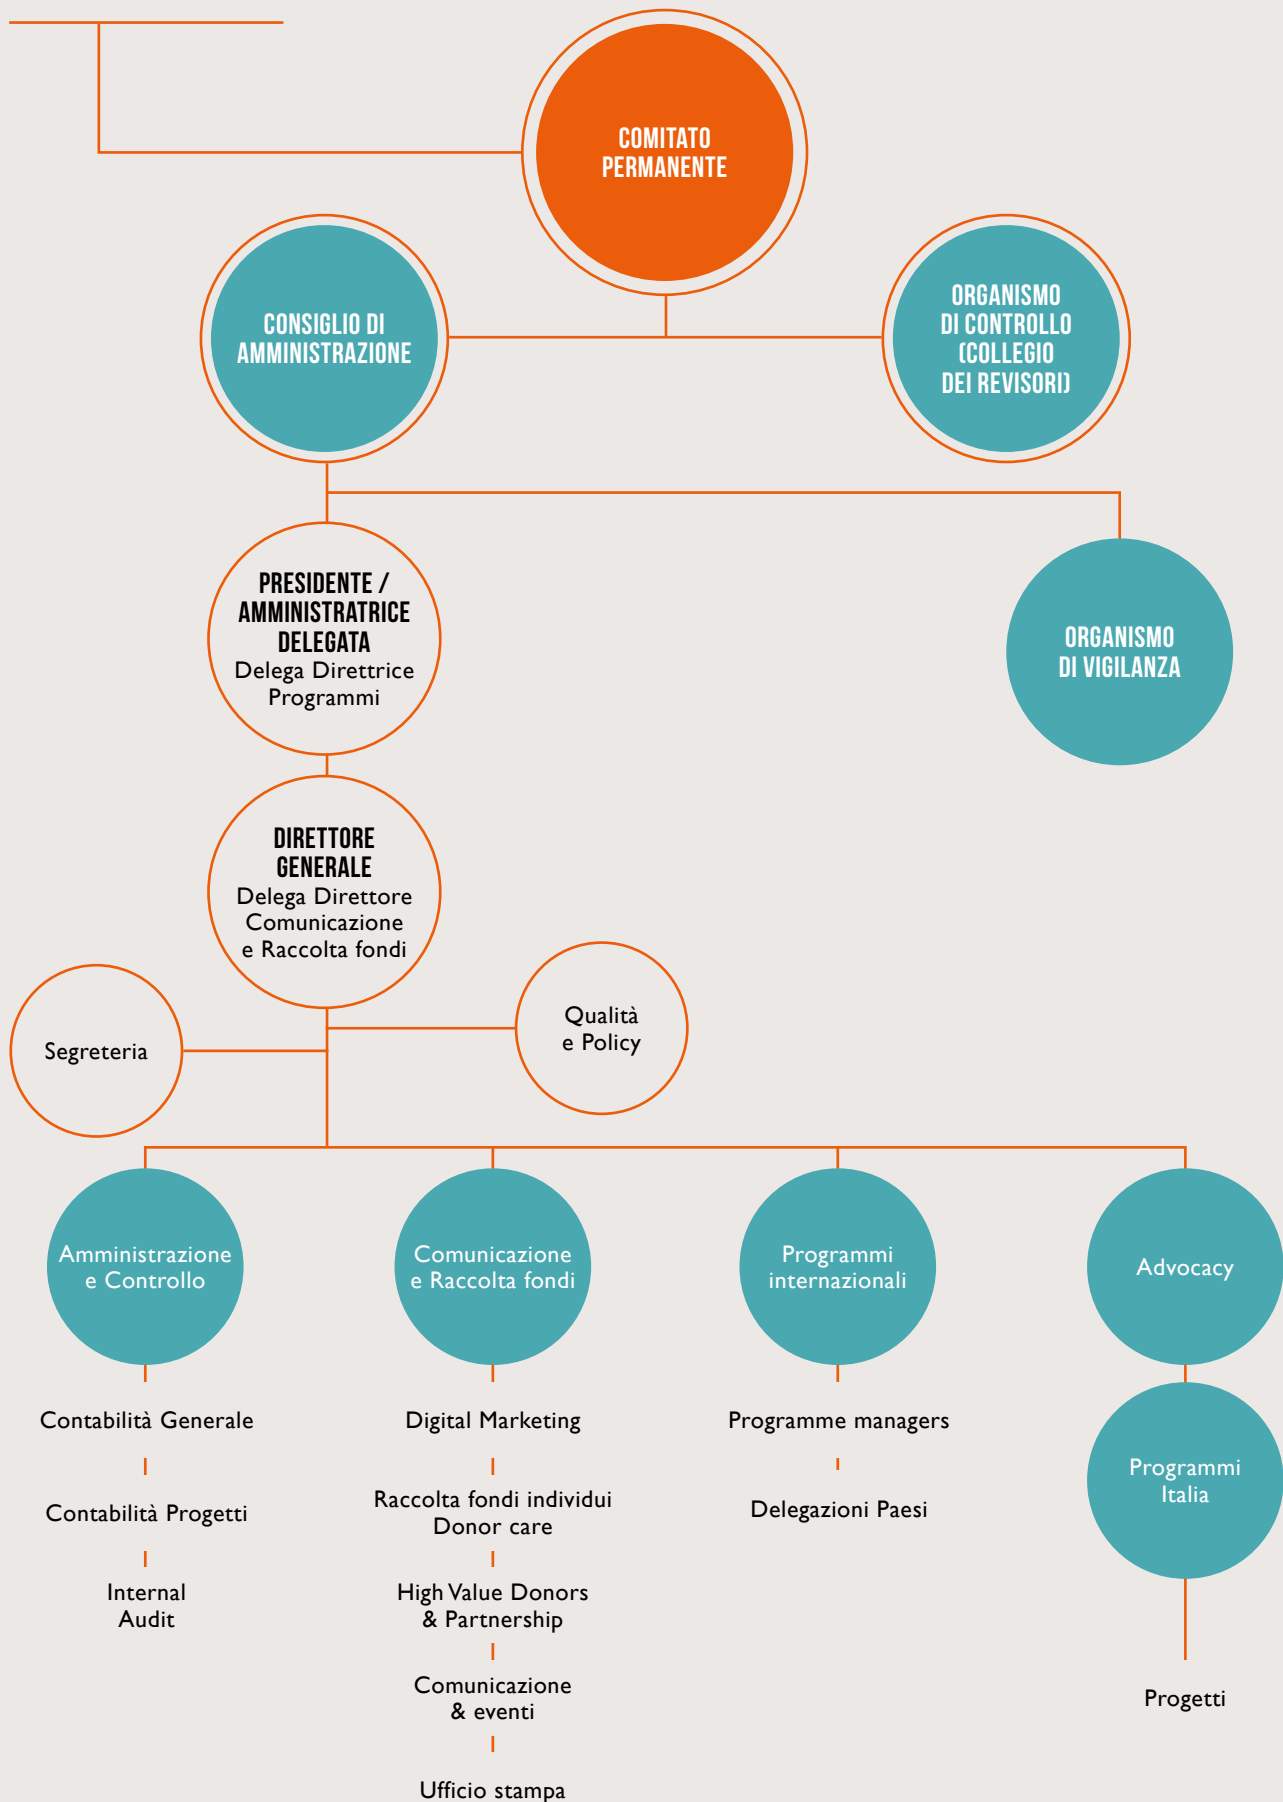 COMITATO
PERMANENTE
CONSIGLIO DI
AMMINISTRAZIONE
ORGANISMO
DI CONTROLLO
(COLLEGIO
DEI REVISORI)
PRESIDENTE /
AMMINISTRATRICE
DELEGATA
Delega Direttrice
Programmi
ORGANISMO
DI VIGILANZA
DIRETTORE
GENERALE
Delega Direttore
Comunicazione
e Raccolta fondi
Segreteria
Qualità
e Policy
Amministrazione
e Controllo
Contabilità Generale
Contabilità Progetti
Internal
Audit
Comunicazione
e Raccolta fondi
Digital Marketing
Raccolta fondi individui
Donor care
High Value Donors
& Partnership
Comunicazione
& eventi
Ufficio stampa
Programmi
internazionali
Programme managers
Delegazioni Paesi
Advocacy
Programmi
Italia
Progetti